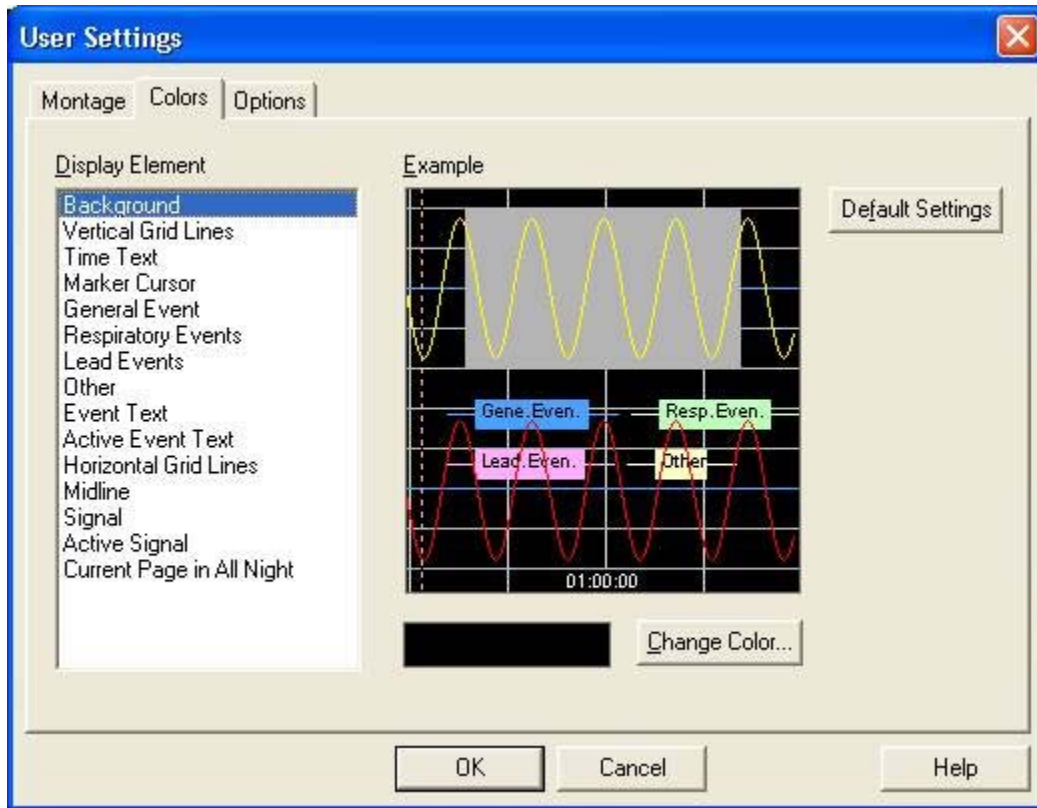 User Settings
Montage Colors Options
Display Element
Background
Vertical Grid Lines
Time Text
Marker Cursor
General Event
Respiratory Events
Lead Events
Other
Event Text
Active Event Text
Horizontal Grid Lines
Midline
Signal
Active Signal
Current Page in All Night
Example
Gene.Even. Resp.Even.
Lead.Even. Other
01:00:00
Change Color...
Default Settings
OK Cancel Help